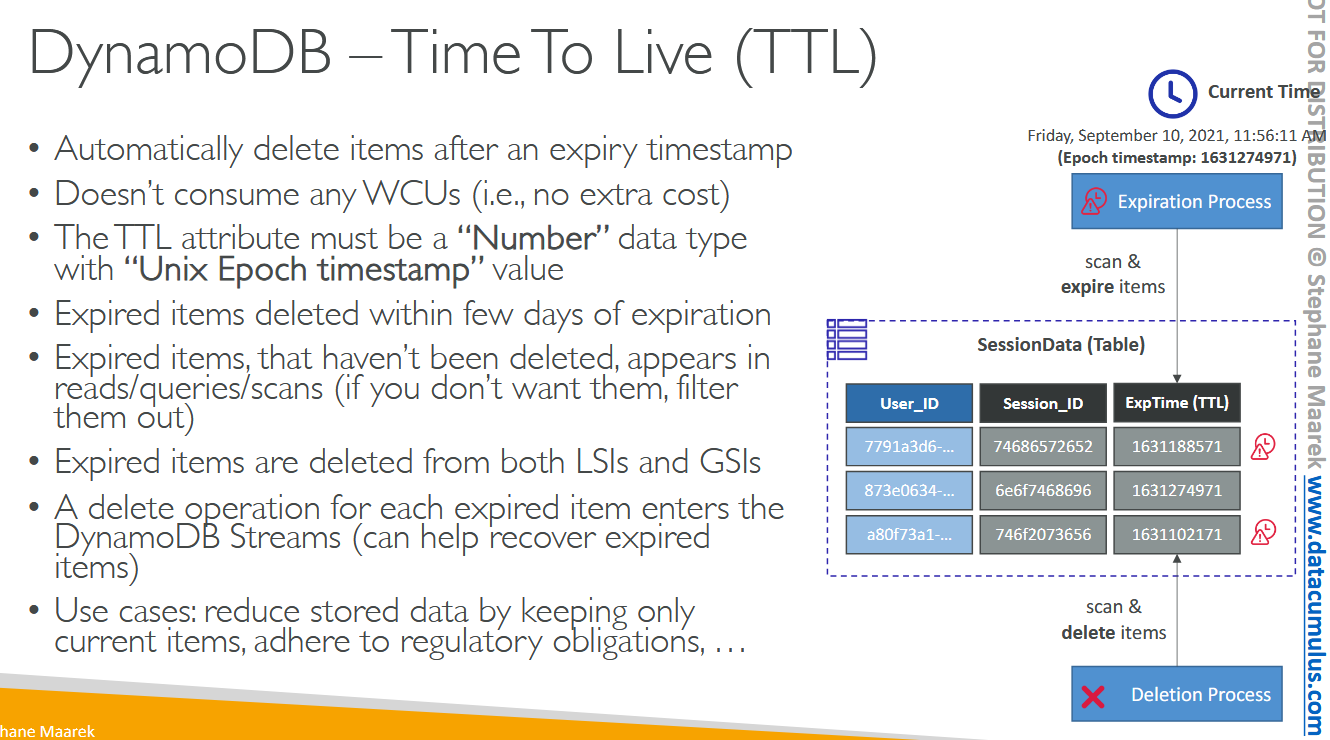 DynamoDB – Time To Live (TTL)
• Automatically delete items after an expiry timestamp
• Doesn't consume any WCUs (i.e., no extra cost)
• The TTL attribute must be a “Number” data type
with “Unix Epoch timestamp” value
• Expired items deleted within few days of expiration
• Expired items, that haven't been deleted, appears in
reads/queries/scans (if you don't want them, filter
them out)
• Expired items are deleted from both LSIs and GSIs
• A delete operation for each expired item enters the
DynamoDB Streams (can help recover expired
items)
• Use cases: reduce stored data by keeping only
current items, adhere to regulatory obligations, …
Current Time
Friday, September 10, 2021, 11:56:11 AM
(Epoch timestamp: 1631274971)
Expiration Process
scan &
expire items
SessionData (Table)
User_ID Session_ID ExpTime (TTL)
7791a3d6-... 74686572652 1631188571
873e0634-... 6e6f7468696 1631274971
a80f73a1-... 746f2073656 1631102171
scan &
delete items
Deletion Process
OT FOR DISTRIBUTION © Stephane Maarek www.datacumulus.com
hane Maarek